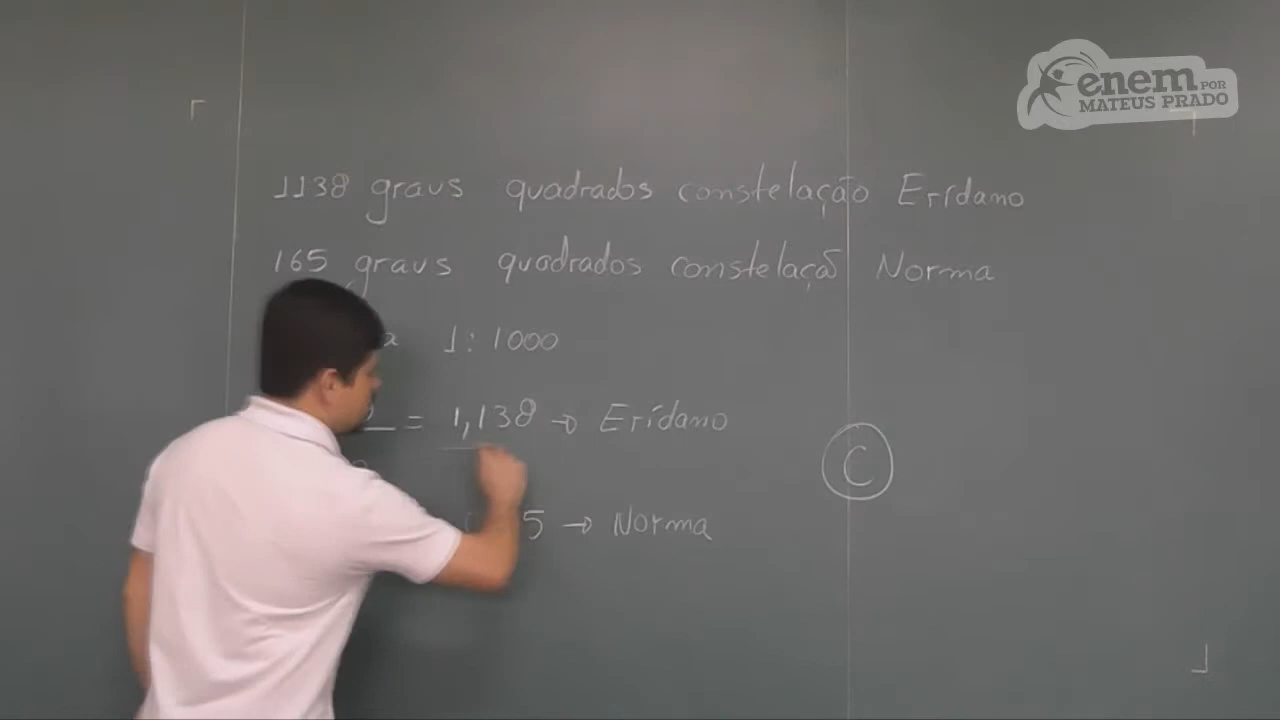 enem POR
MATEUS PRADO
1138 graus quadrados constelação Erídano
165 graus quadrados constelaçã Norma
1:1000
= 1,138 → Erídano
C
5 → Norma